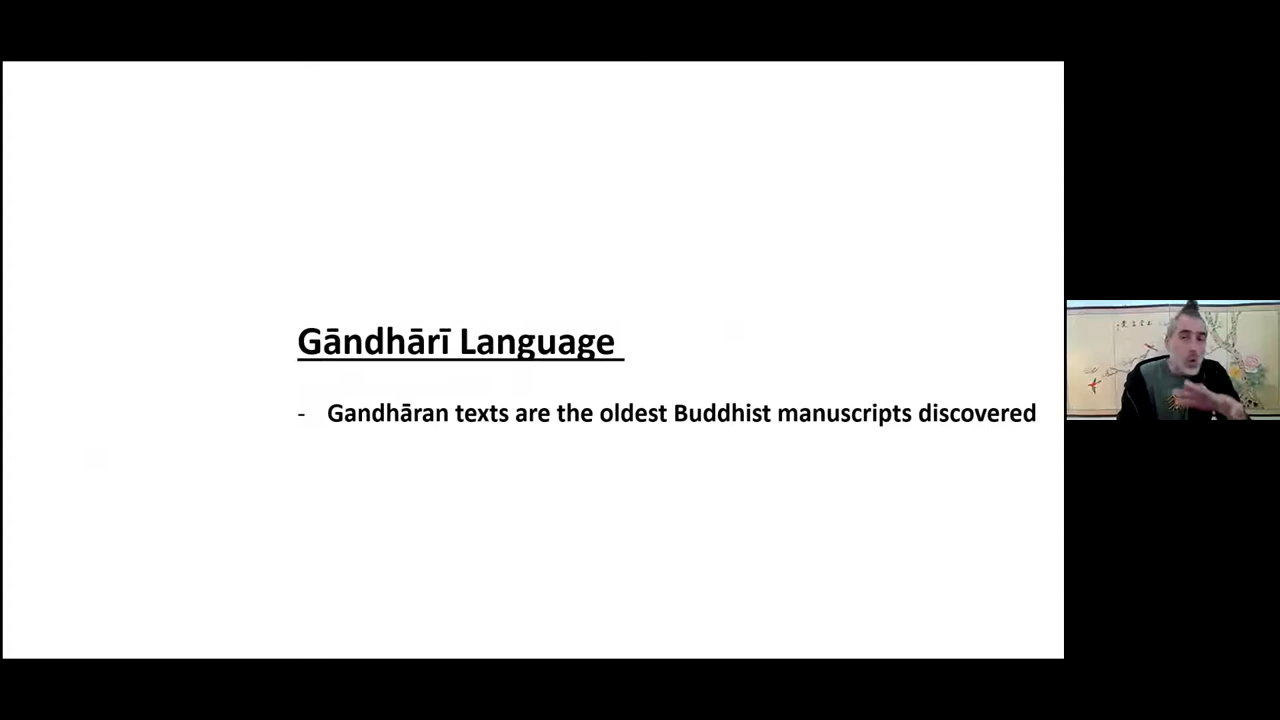 Gāndhārī Language
- Gandhāran texts are the oldest Buddhist manuscripts discovered